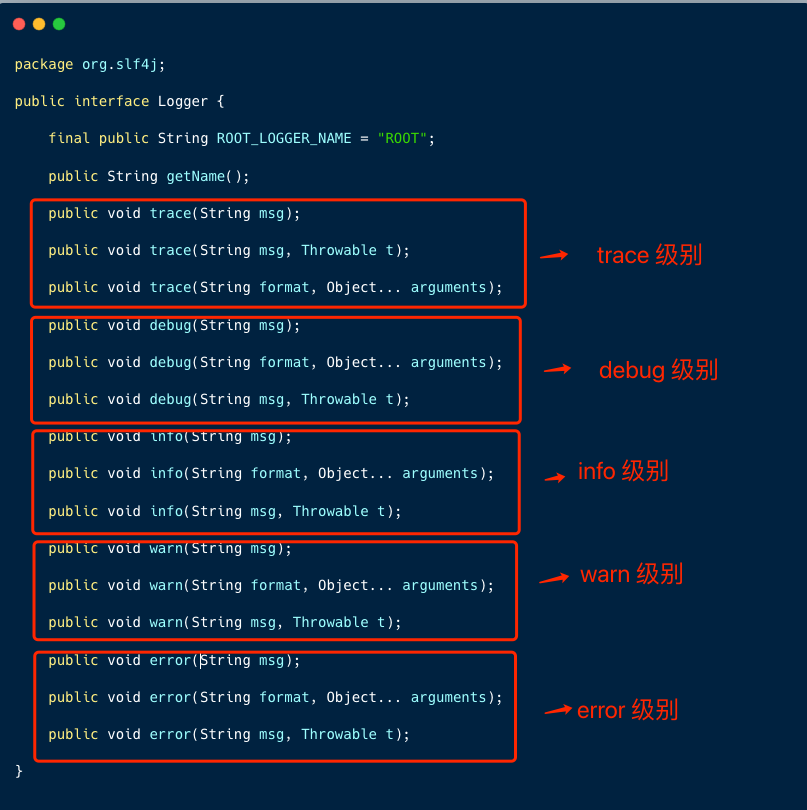 package org.slf4j;
public interface Logger {
final public String ROOT_LOGGER_NAME = "ROOT";
public String getName();
public void trace(String msg);
public void trace(String msg, Throwable t);
public void trace(String format, Object... arguments);
trace 级别
public void debug(String msg);
public void debug(String format, Object... arguments);
public void debug(String msg, Throwable t);
debug 级别
public void info(String msg);
public void info(String format, Object... arguments);
public void info(String msg, Throwable t);
info 级别
public void warn(String msg);
public void warn(String format, Object... arguments);
public void warn(String msg, Throwable t);
warn 级别
public void error(String msg);
public void error(String format, Object... arguments);
public void error(String msg, Throwable t);
error 级别
}